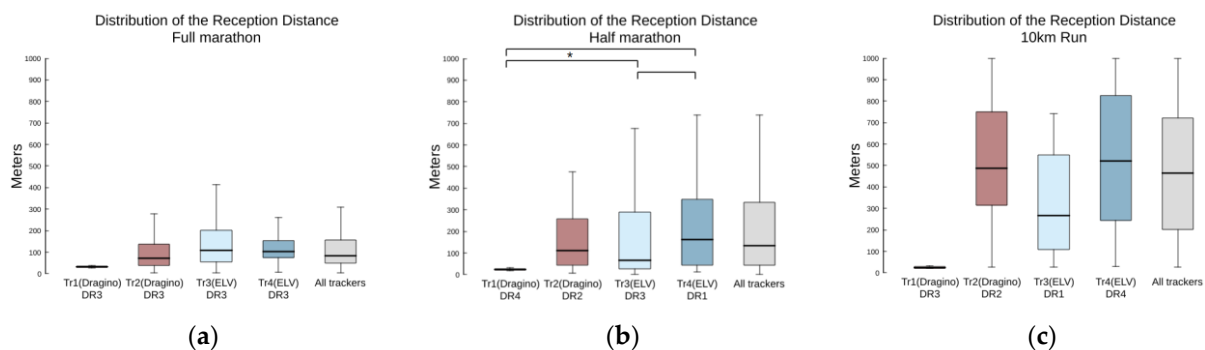 Distribution of the Reception Distance
Full marathon
Meters
1000
900
800
700
600
500
400
300
200
100
0
Tr1(Dragino) Tr2(Dragino) Tr3(ELV) Tr4(ELV) All trackers
DR3 DR3 DR3 DR3
(a)
Distribution of the Reception Distance
Half marathon
*
Meters
1000
900
800
700
600
500
400
300
200
100
0
Tr1(Dragino) Tr2(Dragino) Tr3(ELV) Tr4(ELV) All trackers
DR4 DR2 DR3 DR1
(b)
Distribution of the Reception Distance
10km Run
Meters
1000
900
800
700
600
500
400
300
200
100
0
Tr1(Dragino) Tr2(Dragino) Tr3(ELV) Tr4(ELV) All trackers
DR3 DR2 DR1 DR4
(c)